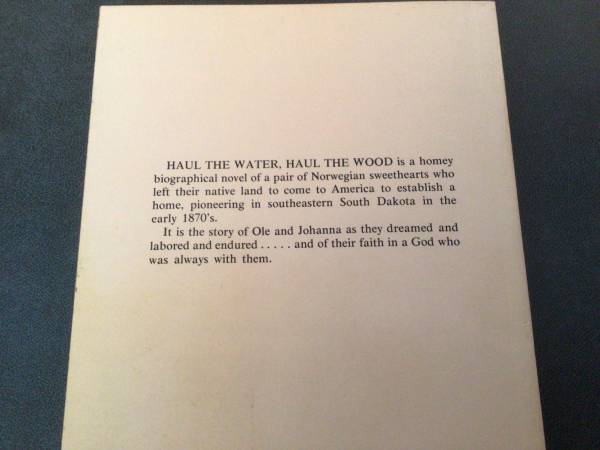 HAUL THE WATER, HAUL THE WOOD is a homey
biographical novel of a pair of Norwegian sweethearts who
left their native land to come to America to establish a
home, pioneering in southeastern South Dakota in the
early 1870's.
It is the story of Ole and Johanna as they dreamed and
labored and endured . . . . . and of their faith in a God who
was always with them.